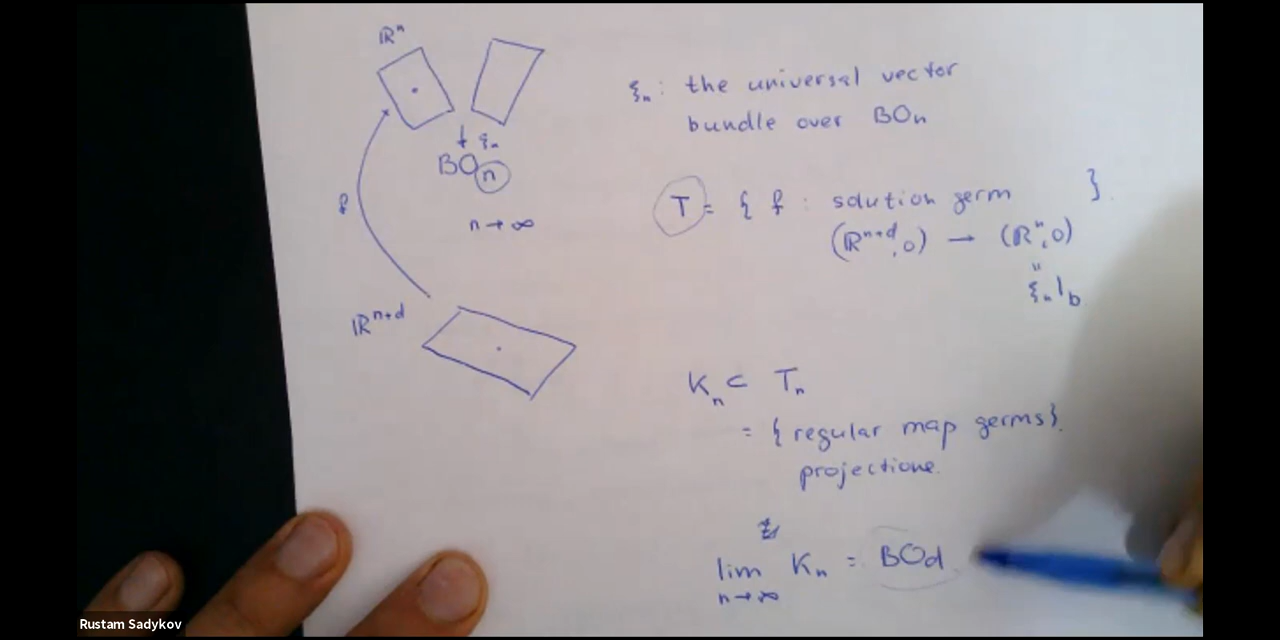 ℝⁿ
ξₙ
BOₙ
n → ∞
f
ℝⁿ⁺ᵈ
ξₙ: the universal vector
bundle over BOₙ
T = { f : solution germ }.
(ℝⁿ⁺ᵈ, 0) → (ℝⁿ, 0)
"
ξₙ|_b
Kₙ ⊂ Tₙ
= { regular map germs }.
projections.
lim Kₙ = BOd
n → ∞
Rustam Sadykov